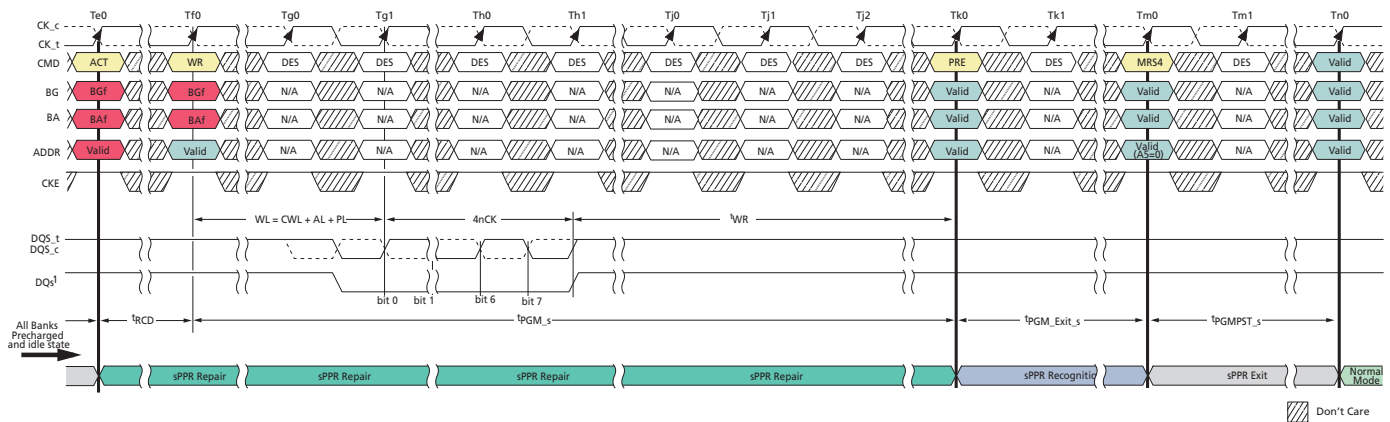 Te0 Tf0 Tg0 Tg1 Th0 Th1 Tj0 Tj1 Tj2 Tk0 Tk1 Tm0 Tm1 Tn0
CK_c
CK_t
CMD ACT WR DES DES DES DES DES DES DES PRE DES MRS4 DES Valid
BG BGf BGf N/A N/A N/A N/A N/A N/A N/A Valid N/A Valid N/A Valid
BA BAf BAf N/A N/A N/A N/A N/A N/A N/A Valid N/A Valid N/A Valid
ADDR Valid Valid N/A N/A N/A N/A N/A N/A N/A Valid N/A Valid (A5=0) N/A Valid
CKE
WL = CWL + AL + PL 4nCK tWR
DQS_t
DQS_c
DQs1
bit 0 bit 1 bit 6 bit 7
All Banks
Precharged
and idle state
tRCD tPGM_s tPGM_Exit_s tPGMPST_s
sPPR Repair sPPR Repair sPPR Repair sPPR Repair sPPR Recognitic sPPR Exit Normal
Mode
Don't Care